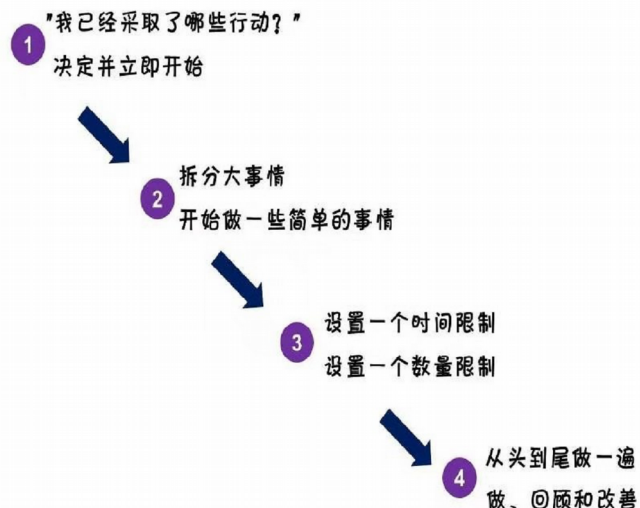 1
"我已经采取了哪些行动？"
决定并立即开始
2
拆分大事情
开始做一些简单的事情
3
设置一个时间限制
设置一个数量限制
4
从头到尾做一遍
做、回顾和改善